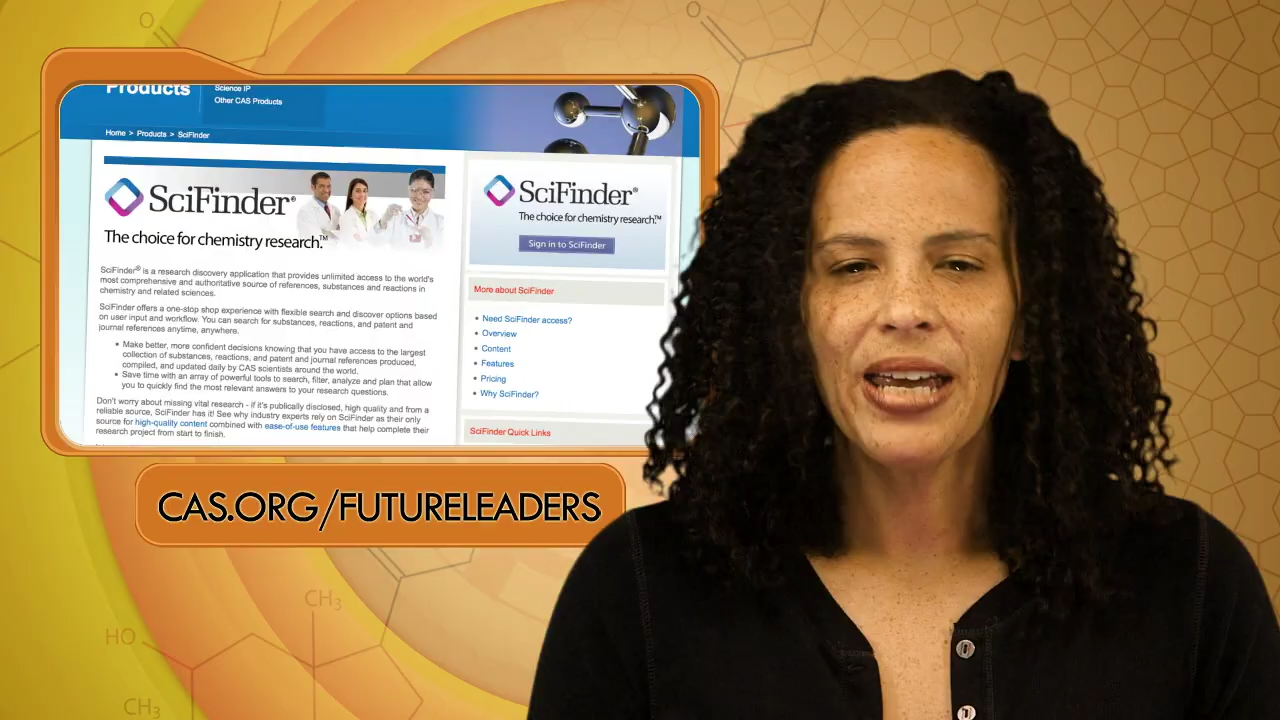 O
O
Products
Science IP
Other CAS Products
Home > Products > SciFinder
SciFinder®
The choice for chemistry research.™
SciFinder® is a research discovery application that provides unlimited access to the world's
most comprehensive and authoritative source of references, substances and reactions in
chemistry and related sciences.
SciFinder offers a one-stop shop experience with flexible search and discover options based
on user input and workflow. You can search for substances, reactions, and patent and
journal references anytime, anywhere.
• Make better, more confident decisions knowing that you have access to the largest
collection of substances, reactions, and patent and journal references produced,
compiled, and updated daily by CAS scientists around the world.
• Save time with an array of powerful tools to search, filter, analyze and plan that allow
you to quickly find the most relevant answers to your research questions.
Don't worry about missing vital research - if it's publically disclosed, high quality and from a
reliable source, SciFinder has it! See why industry experts rely on SciFinder as their only
source for high-quality content combined with ease-of-use features that help complete their
research project from start to finish.
SciFinder®
The choice for chemistry research.™
Sign in to SciFinder
More about SciFinder
• Need SciFinder access?
• Overview
• Content
• Features
• Pricing
• Why SciFinder?
SciFinder Quick Links
CAS.ORG/FUTURELEADERS
CH₃
HO
CH₃